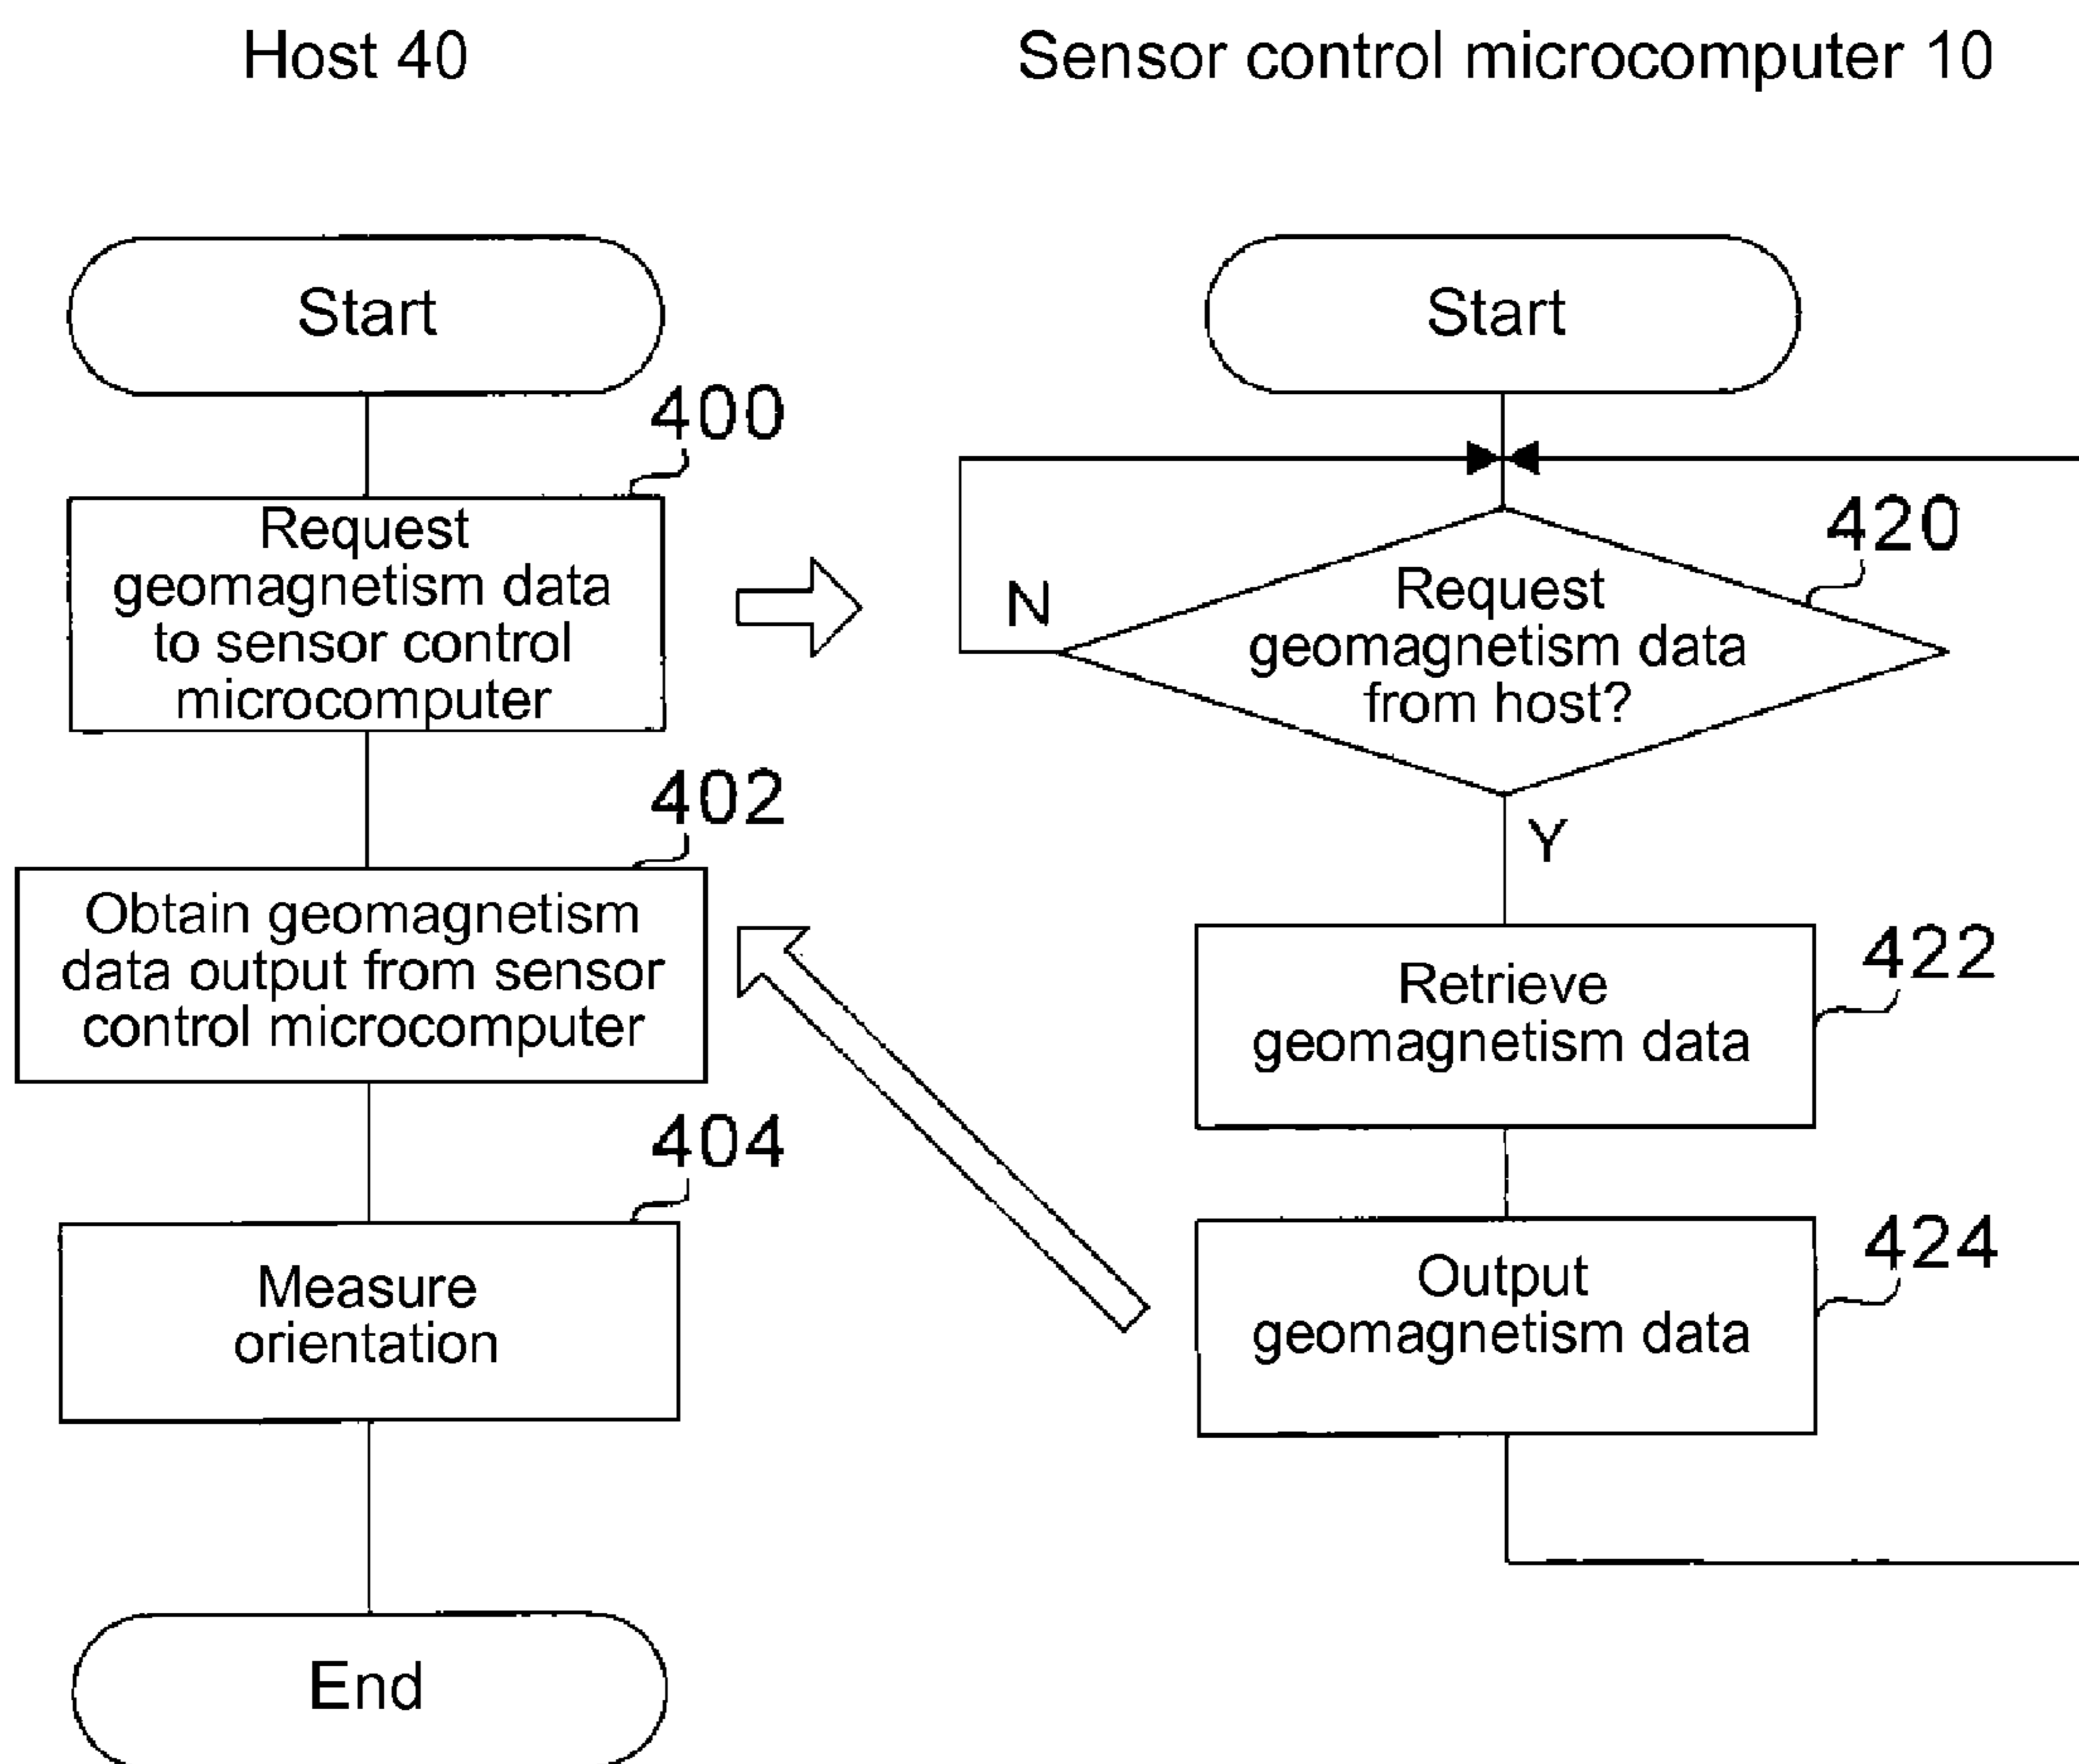 Host 40
Sensor control microcomputer 10
Start
400
Request
geomagnetism data
to sensor control
microcomputer
402
Obtain geomagnetism
data output from sensor
control microcomputer
404
Measure
orientation
End
Start
420
Request
geomagnetism data
from host?
N
Y
422
Retrieve
geomagnetism data
424
Output
geomagnetism data